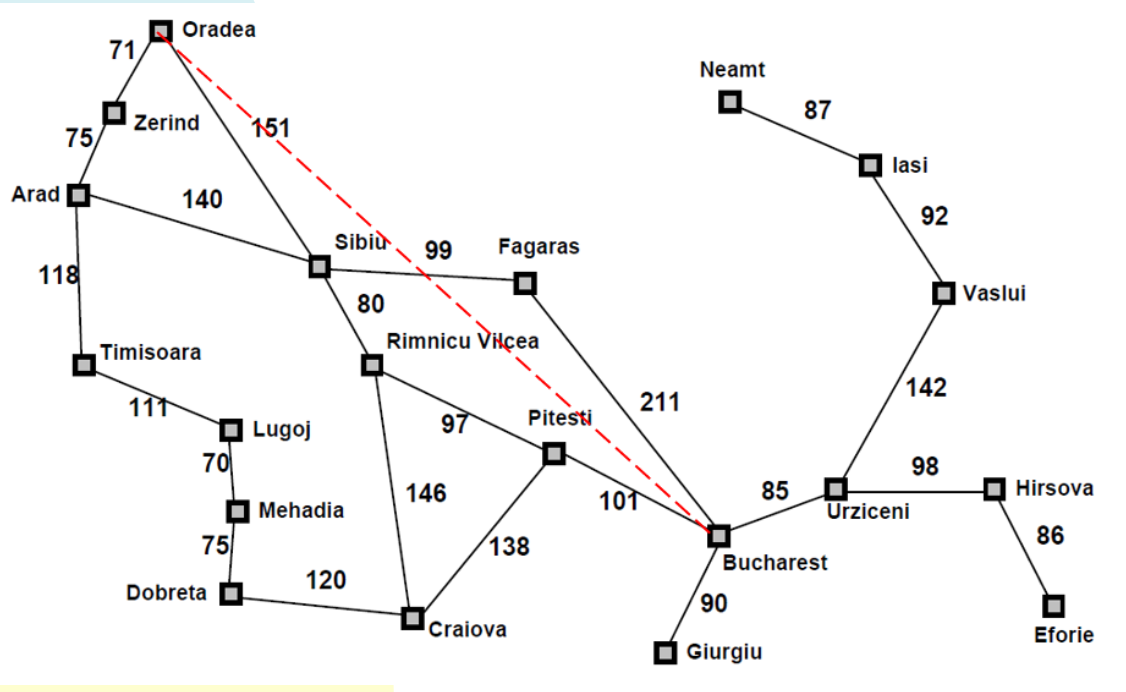 Oradea
71
Neamt
87
Zerind
151
75
Iasi
Arad
140
92
Sibiu
99
Fagaras
118
80
Vaslui
Rimnicu Vilcea
Timisoara
142
211
111
97
Pitesti
Lugoj
70
98
146
101
85
Hirsova
Urziceni
Mehadia
86
75
138
Bucharest
120
Dobreta
90
Craiova
Eforie
Giurgiu